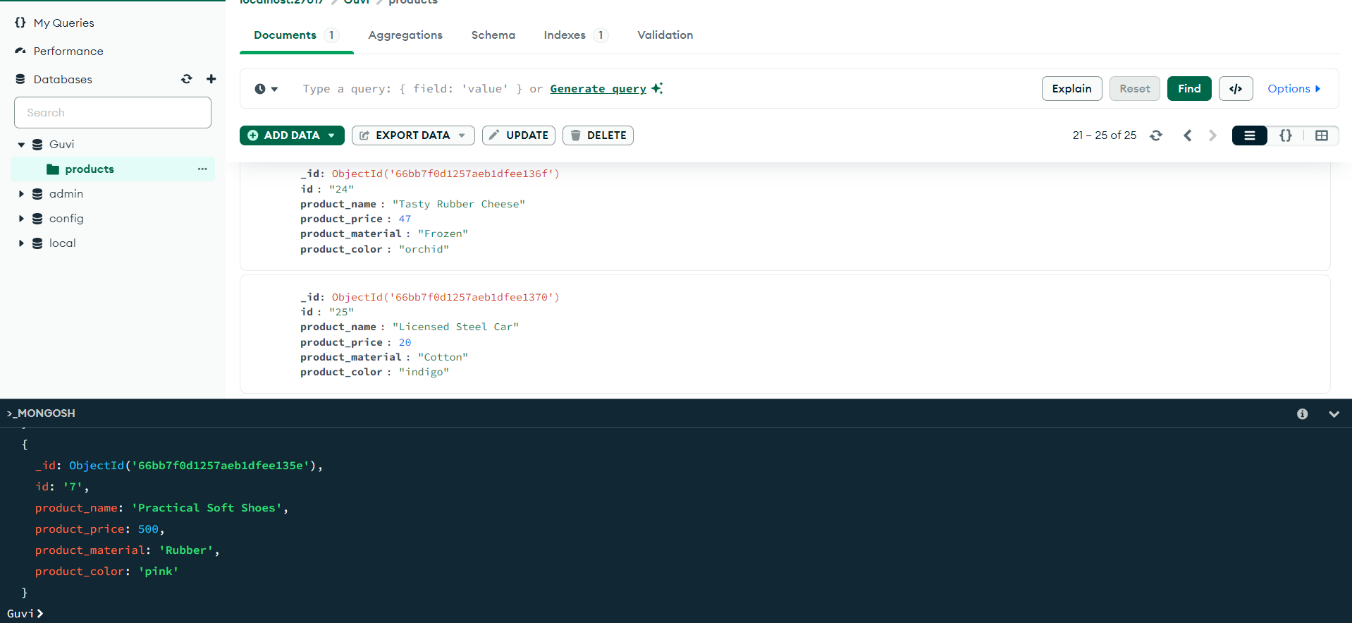 My Queries
Performance
Databases
Search
Guvi
products
admin
config
local
localhost:27017 > Guvi > products
Documents 1 Aggregations Schema Indexes 1 Validation
Type a query: { field: 'value' } or Generate query
Explain Reset Find </> Options
ADD DATA EXPORT DATA UPDATE DELETE 21 – 25 of 25
_id: ObjectId('66bb7f0d1257aeb1dfee136f')
id : "24"
product_name : "Tasty Rubber Cheese"
product_price : 47
product_material : "Frozen"
product_color : "orchid"
_id: ObjectId('66bb7f0d1257aeb1dfee1370')
id : "25"
product_name : "Licensed Steel Car"
product_price : 20
product_material : "Cotton"
product_color : "indigo"
>_MONGOSH
{
_id: ObjectId('66bb7f0d1257aeb1dfee135e'),
id: '7',
product_name: 'Practical Soft Shoes',
product_price: 500,
product_material: 'Rubber',
product_color: 'pink'
}
Guvi>